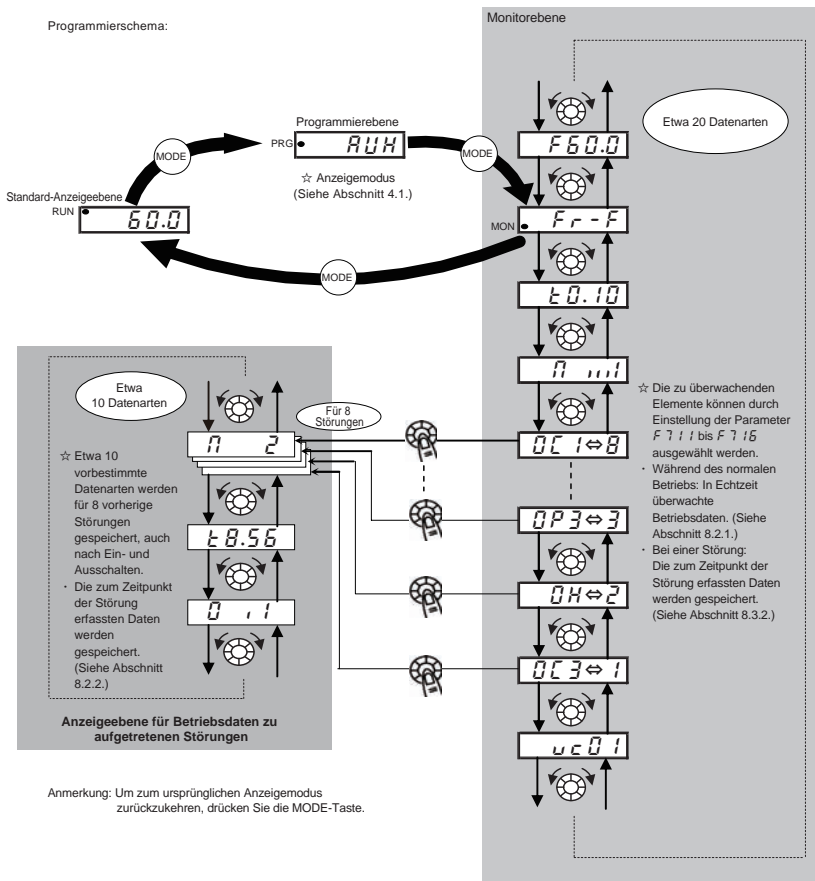 Programmierschema:
Monitorebene
Etwa 20 Datenarten
F60.0
Programmierebene
PRG
AUH
MODE
MODE
☆ Anzeigemodus
(Siehe Abschnitt 4.1.)
Standard-Anzeigeebene
RUN
60.0
MON
Fr-F
MODE
t0.10
Etwa
10 Datenarten
Für 8
Störungen
n 2
OC1⇔8
☆ Die zu überwachenden
Elemente können durch
Einstellung der Parameter
F711 bis F716
ausgewählt werden.
· Während des normalen
Betriebs: In Echtzeit
überwachte
Betriebsdaten. (Siehe
Abschnitt 8.2.1.)
· Bei einer Störung:
Die zum Zeitpunkt der
Störung erfassten Daten
werden gespeichert.
(Siehe Abschnitt 8.3.2.)
☆ Etwa 10
vorbestimmte
Datenarten werden
für 8 vorherige
Störungen
gespeichert, auch
nach Ein- und
Ausschalten.
· Die zum Zeitpunkt
der Störung
erfassten Daten
werden
gespeichert.
(Siehe Abschnitt
8.2.2.)
t8.56
OP3⇔3
OH⇔2
OC3⇔1
uc01
Anzeigeebene für Betriebsdaten zu
aufgetretenen Störungen
Anmerkung: Um zum ursprünglichen Anzeigemodus
zurückzukehren, drücken Sie die MODE-Taste.